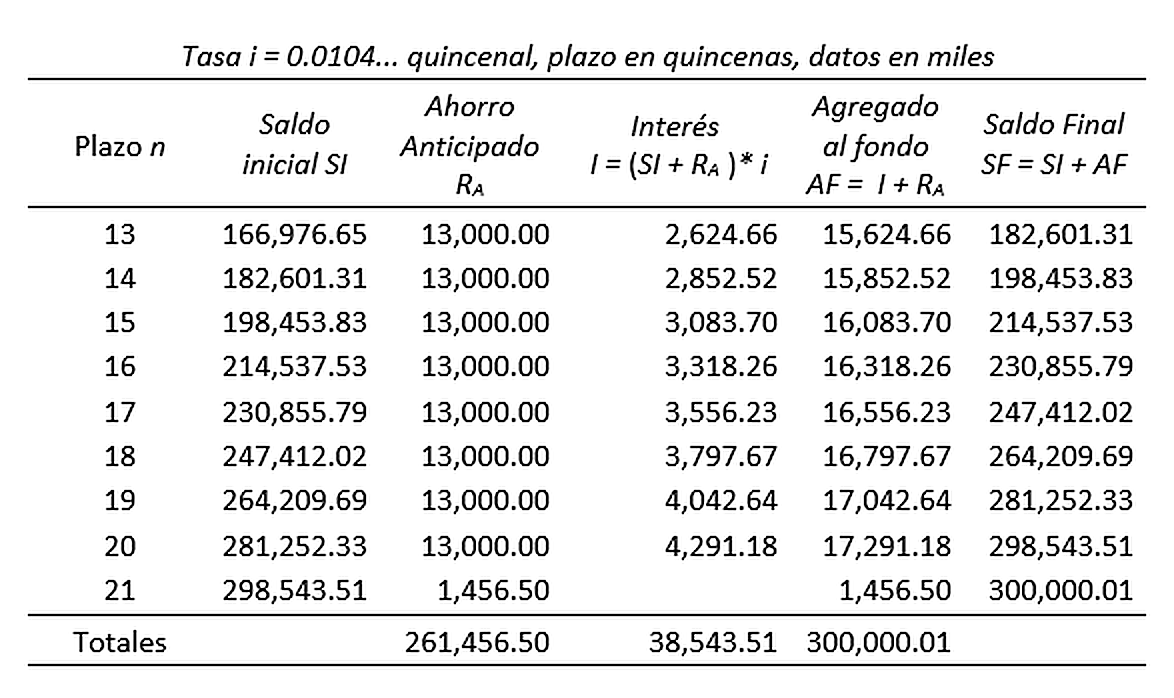 Tasa i = 0.0104... quincenal, plazo en quincenas, datos en miles
Plazo n Saldo inicial SI Ahorro Anticipado R_A Interés I = (SI + R_A )* i Agregado al fondo AF = I + R_A Saldo Final SF = SI + AF
13 166,976.65 13,000.00 2,624.66 15,624.66 182,601.31
14 182,601.31 13,000.00 2,852.52 15,852.52 198,453.83
15 198,453.83 13,000.00 3,083.70 16,083.70 214,537.53
16 214,537.53 13,000.00 3,318.26 16,318.26 230,855.79
17 230,855.79 13,000.00 3,556.23 16,556.23 247,412.02
18 247,412.02 13,000.00 3,797.67 16,797.67 264,209.69
19 264,209.69 13,000.00 4,042.64 17,042.64 281,252.33
20 281,252.33 13,000.00 4,291.18 17,291.18 298,543.51
21 298,543.51 1,456.50 1,456.50 300,000.01
Totales 261,456.50 38,543.51 300,000.01